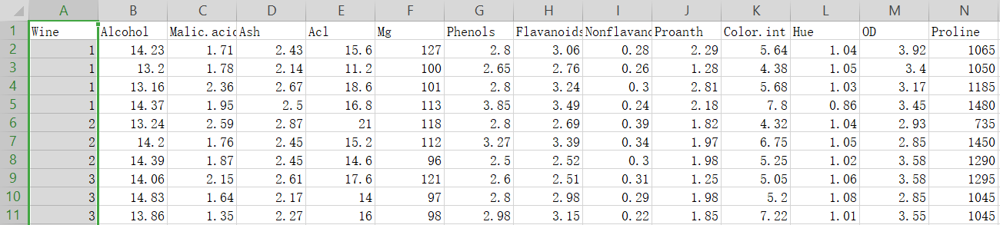 A B C D E F G H I J K L M N
1 Wine Alcohol Malic.acid Ash Acl Mg Phenols Flavanoids Nonflavanc Proanth Color.int Hue OD Proline
2 1 14.23 1.71 2.43 15.6 127 2.8 3.06 0.28 2.29 5.64 1.04 3.92 1065
3 1 13.2 1.78 2.14 11.2 100 2.65 2.76 0.26 1.28 4.38 1.05 3.4 1050
4 1 13.16 2.36 2.67 18.6 101 2.8 3.24 0.3 2.81 5.68 1.03 3.17 1185
5 1 14.37 1.95 2.5 16.8 113 3.85 3.49 0.24 2.18 7.8 0.86 3.45 1480
6 2 13.24 2.59 2.87 21 118 2.8 2.69 0.39 1.82 4.32 1.04 2.93 735
7 2 14.2 1.76 2.45 15.2 112 3.27 3.39 0.34 1.97 6.75 1.05 2.85 1450
8 2 14.39 1.87 2.45 14.6 96 2.5 2.52 0.3 1.98 5.25 1.02 3.58 1290
9 3 14.06 2.15 2.61 17.6 121 2.6 2.51 0.31 1.25 5.05 1.06 3.58 1295
10 3 14.83 1.64 2.17 14 97 2.8 2.98 0.29 1.98 5.2 1.08 2.85 1045
11 3 13.86 1.35 2.27 16 98 2.98 3.15 0.22 1.85 7.22 1.01 3.55 1045